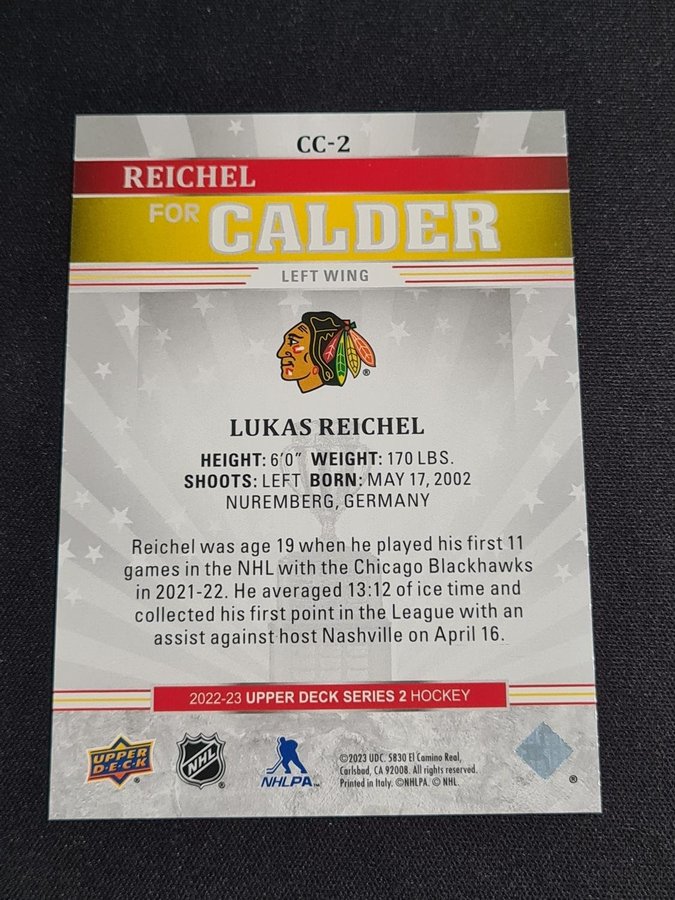 CC-2
REICHEL
FOR CALDER
LEFT WING
®
LUKAS REICHEL
HEIGHT: 6'0" WEIGHT: 170 LBS.
SHOOTS: LEFT BORN: MAY 17, 2002
NUREMBERG, GERMANY
Reichel was age 19 when he played his first 11
games in the NHL with the Chicago Blackhawks
in 2021-22. He averaged 13:12 of ice time and
collected his first point in the League with an
assist against host Nashville on April 16.
2022-23 UPPER DECK SERIES 2 HOCKEY
UPPER
DECK ®
NHL ®
NHLPA™
©2023 UDC. 5830 El Camino Real,
Carlsbad, CA 92008. All rights reserved.
Printed in Italy. ©NHLPA. © NHL.
®